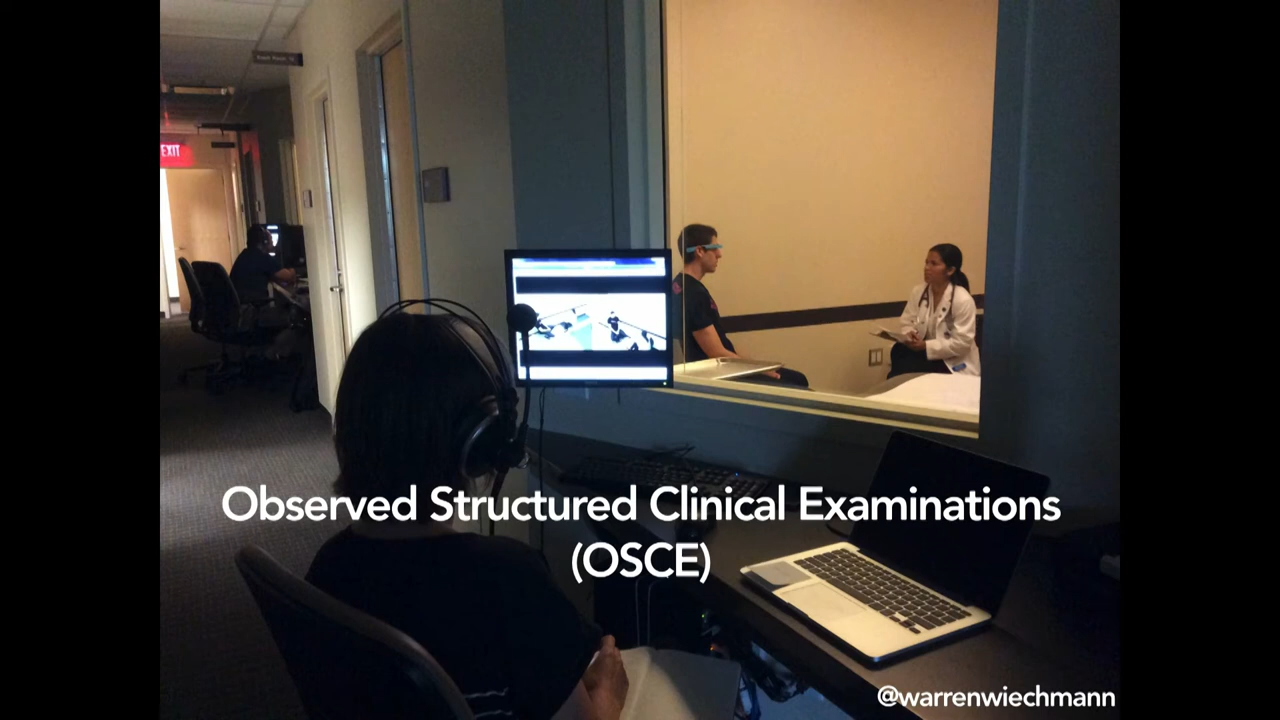 EXIT
Observed Structured Clinical Examinations
(OSCE)
@warrenwiechmann